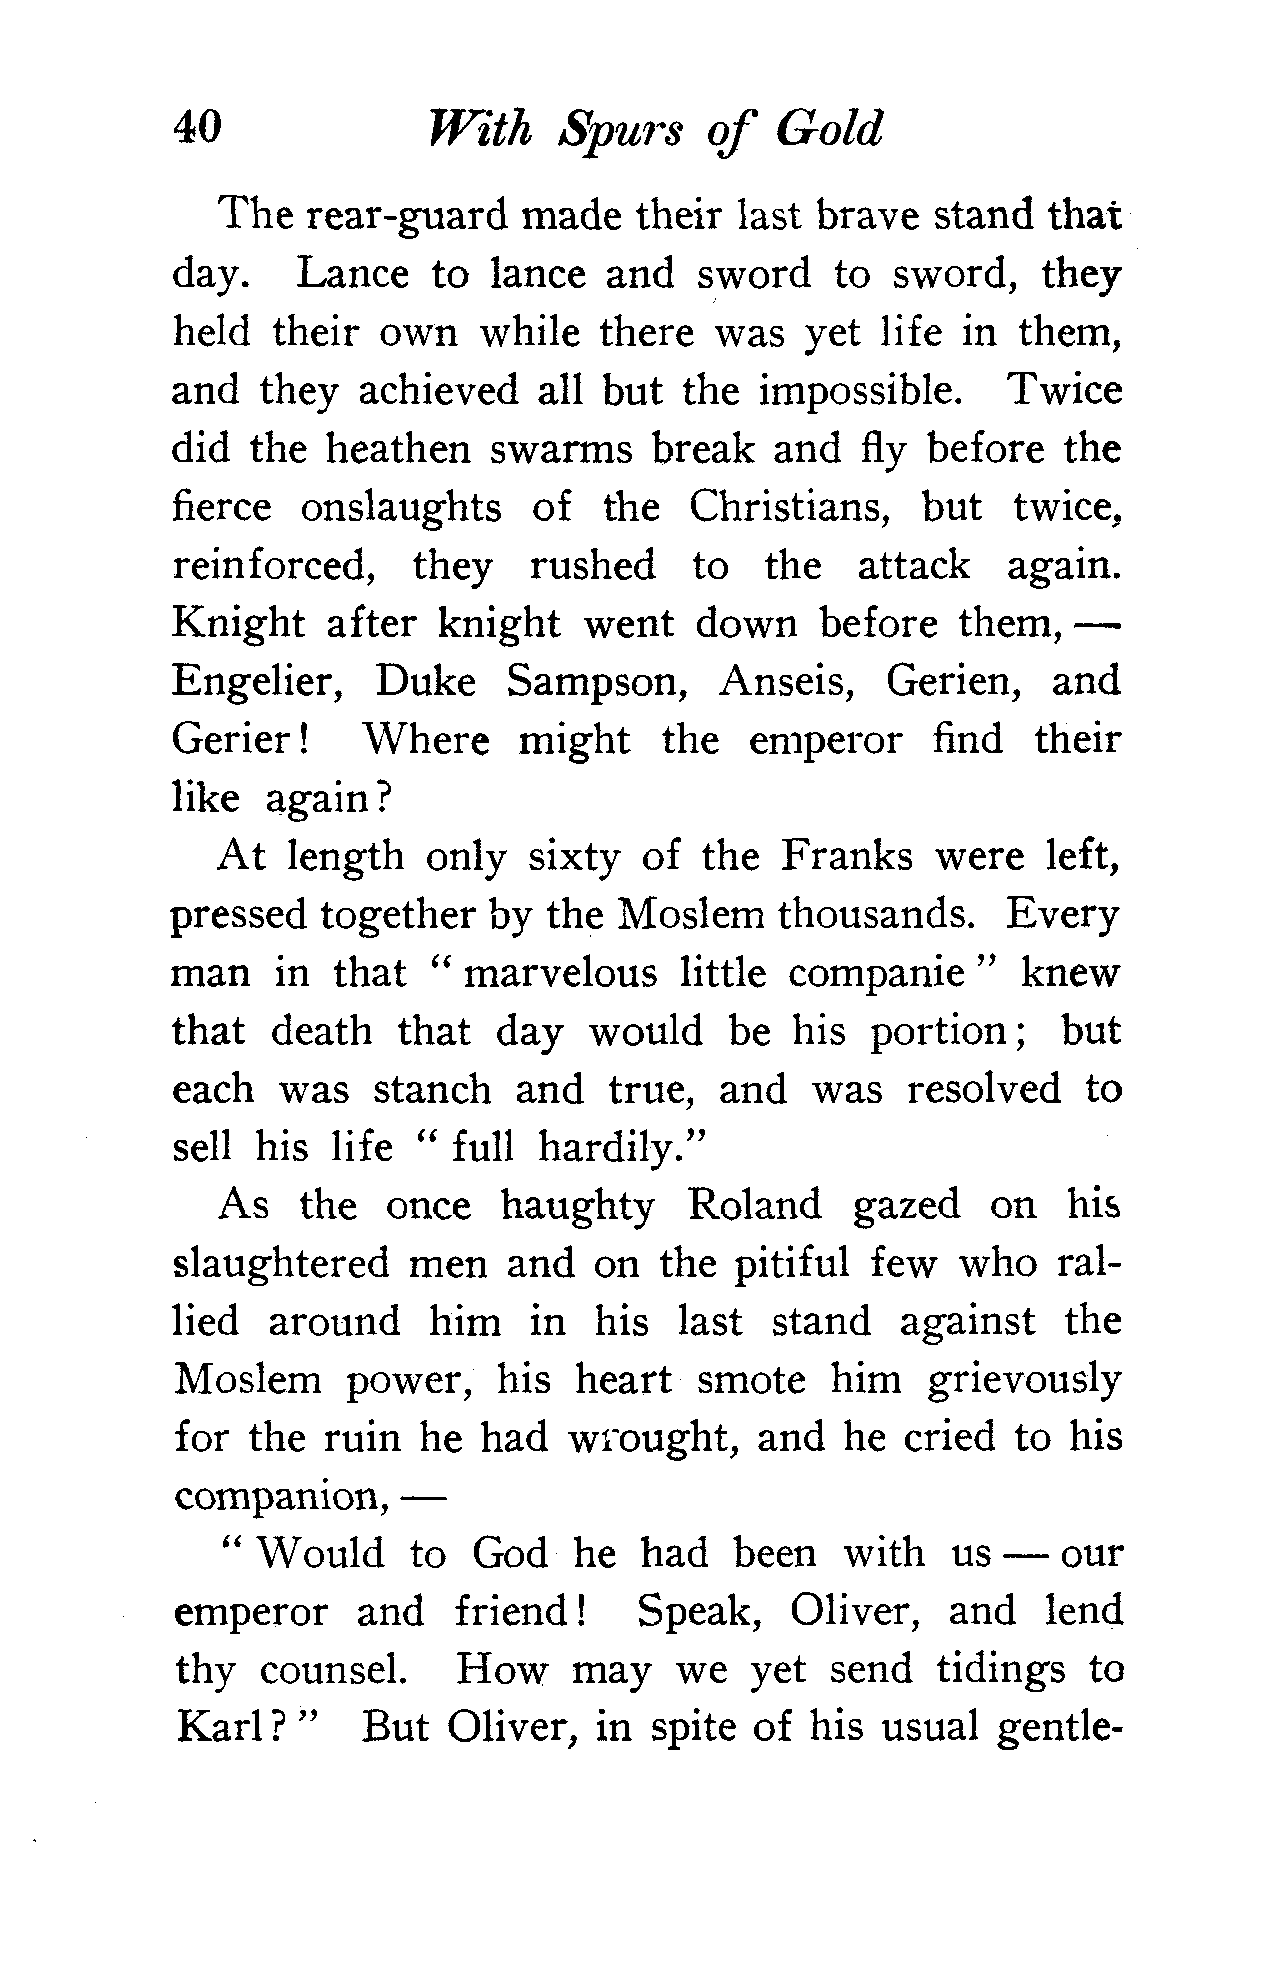 40 With Spurs of Gold
The rear-guard made their last brave stand that
day. Lance to lance and sword to sword, they
held their own while there was yet life in them,
and they achieved all but the impossible. Twice
did the heathen swarms break and fly before the
fierce onslaughts of the Christians, but twice,
reinforced, they rushed to the attack again.
Knight after knight went down before them, —
Engelier, Duke Sampson, Anseis, Gerien, and
Gerier! Where might the emperor find their
like again?
At length only sixty of the Franks were left,
pressed together by the Moslem thousands. Every
man in that " marvelous little companie " knew
that death that day would be his portion; but
each was stanch and true, and was resolved to
sell his life " full hardily."
As the once haughty Roland gazed on his
slaughtered men and on the pitiful few who ral-
lied around him in his last stand against the
Moslem power, his heart smote him grievously
for the ruin he had wrought, and he cried to his
companion, —
" Would to God he had been with us — our
emperor and friend! Speak, Oliver, and lend
thy counsel. How may we yet send tidings to
Karl? " But Oliver, in spite of his usual gentle-